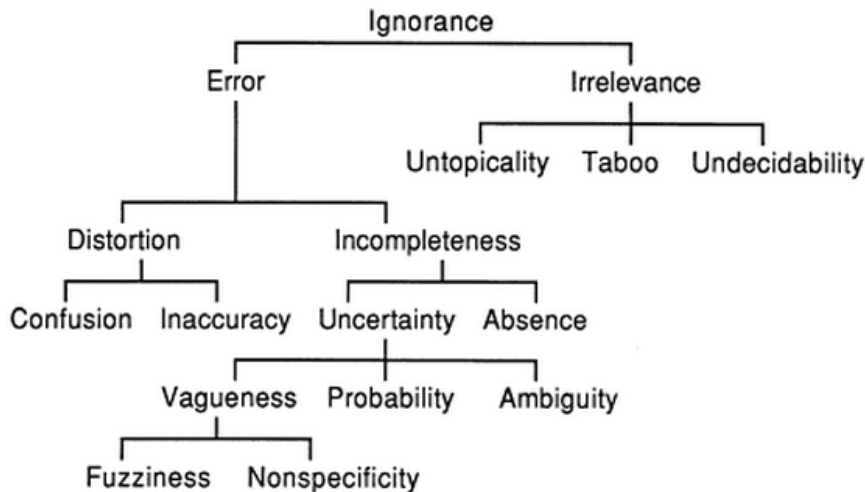 Ignorance
Error Irrelevance
Untopicality Taboo Undecidability
Distortion Incompleteness
Confusion Inaccuracy Uncertainty Absence
Vagueness Probability Ambiguity
Fuzziness Nonspecificity